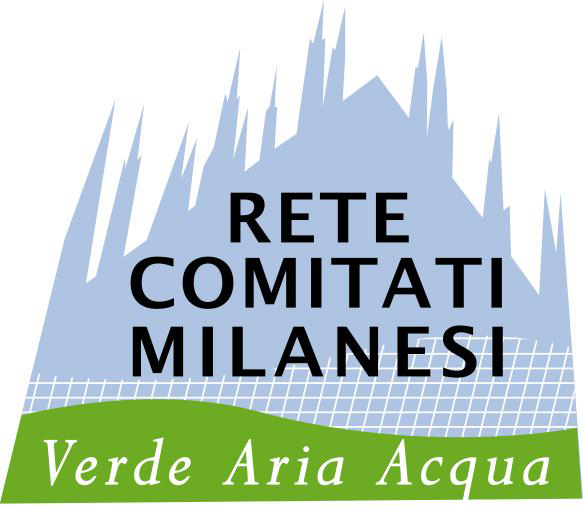 RETE
COMITATI
MILANESI
Verde Aria Acqua